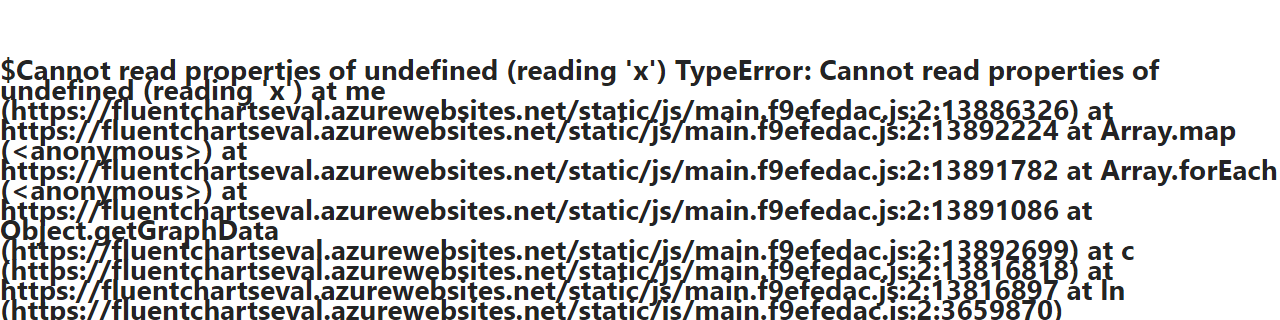 $Cannot read properties of undefined (reading 'x') TypeError: Cannot read properties of
undefined (reading 'x') at me
(https://fluentchartseval.azurewebsites.net/static/js/main.f9efedac.js:2:13886326) at
https://fluentchartseval.azurewebsites.net/static/js/main.f9efedac.js:2:13892224 at Array.map
(<anonymous>) at
https://fluentchartseval.azurewebsites.net/static/js/main.f9efedac.js:2:13891782 at Array.forEach
(<anonymous>) at
https://fluentchartseval.azurewebsites.net/static/js/main.f9efedac.js:2:13891086 at
Object.getGraphData
(https://fluentchartseval.azurewebsites.net/static/js/main.f9efedac.js:2:13892699) at c
(https://fluentchartseval.azurewebsites.net/static/js/main.f9efedac.js:2:13816818) at
https://fluentchartseval.azurewebsites.net/static/js/main.f9efedac.js:2:13816897 at ln
(https://fluentchartseval.azurewebsites.net/static/js/main.f9efedac.js:2:3659870)